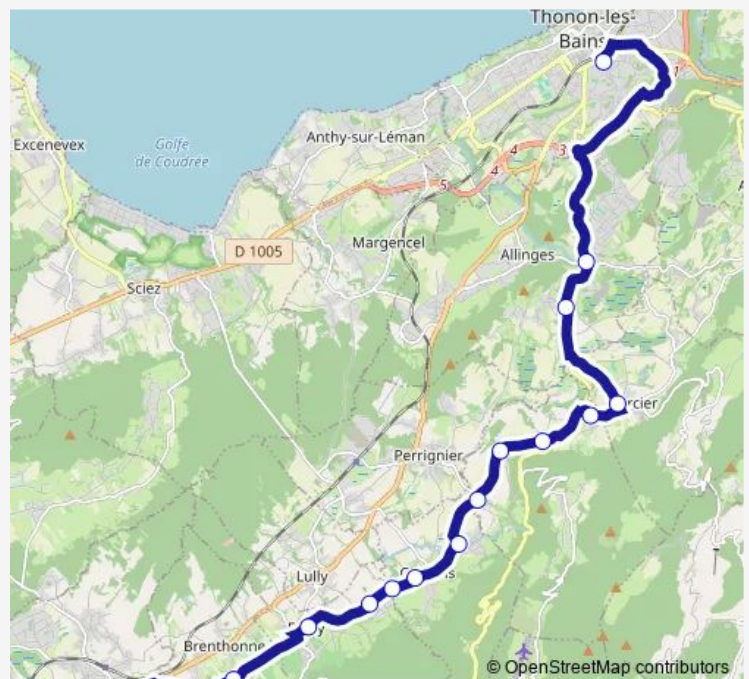 Thonon-les-
Bains
1
Excenevex
Golfe
de Coudrée
Anthy-sur-Léman
3
4
4
5
Margencel
D 1005
Allinges
Sciez
Perrignier
Lully
Brenthonne
© OpenStreetMap contributors